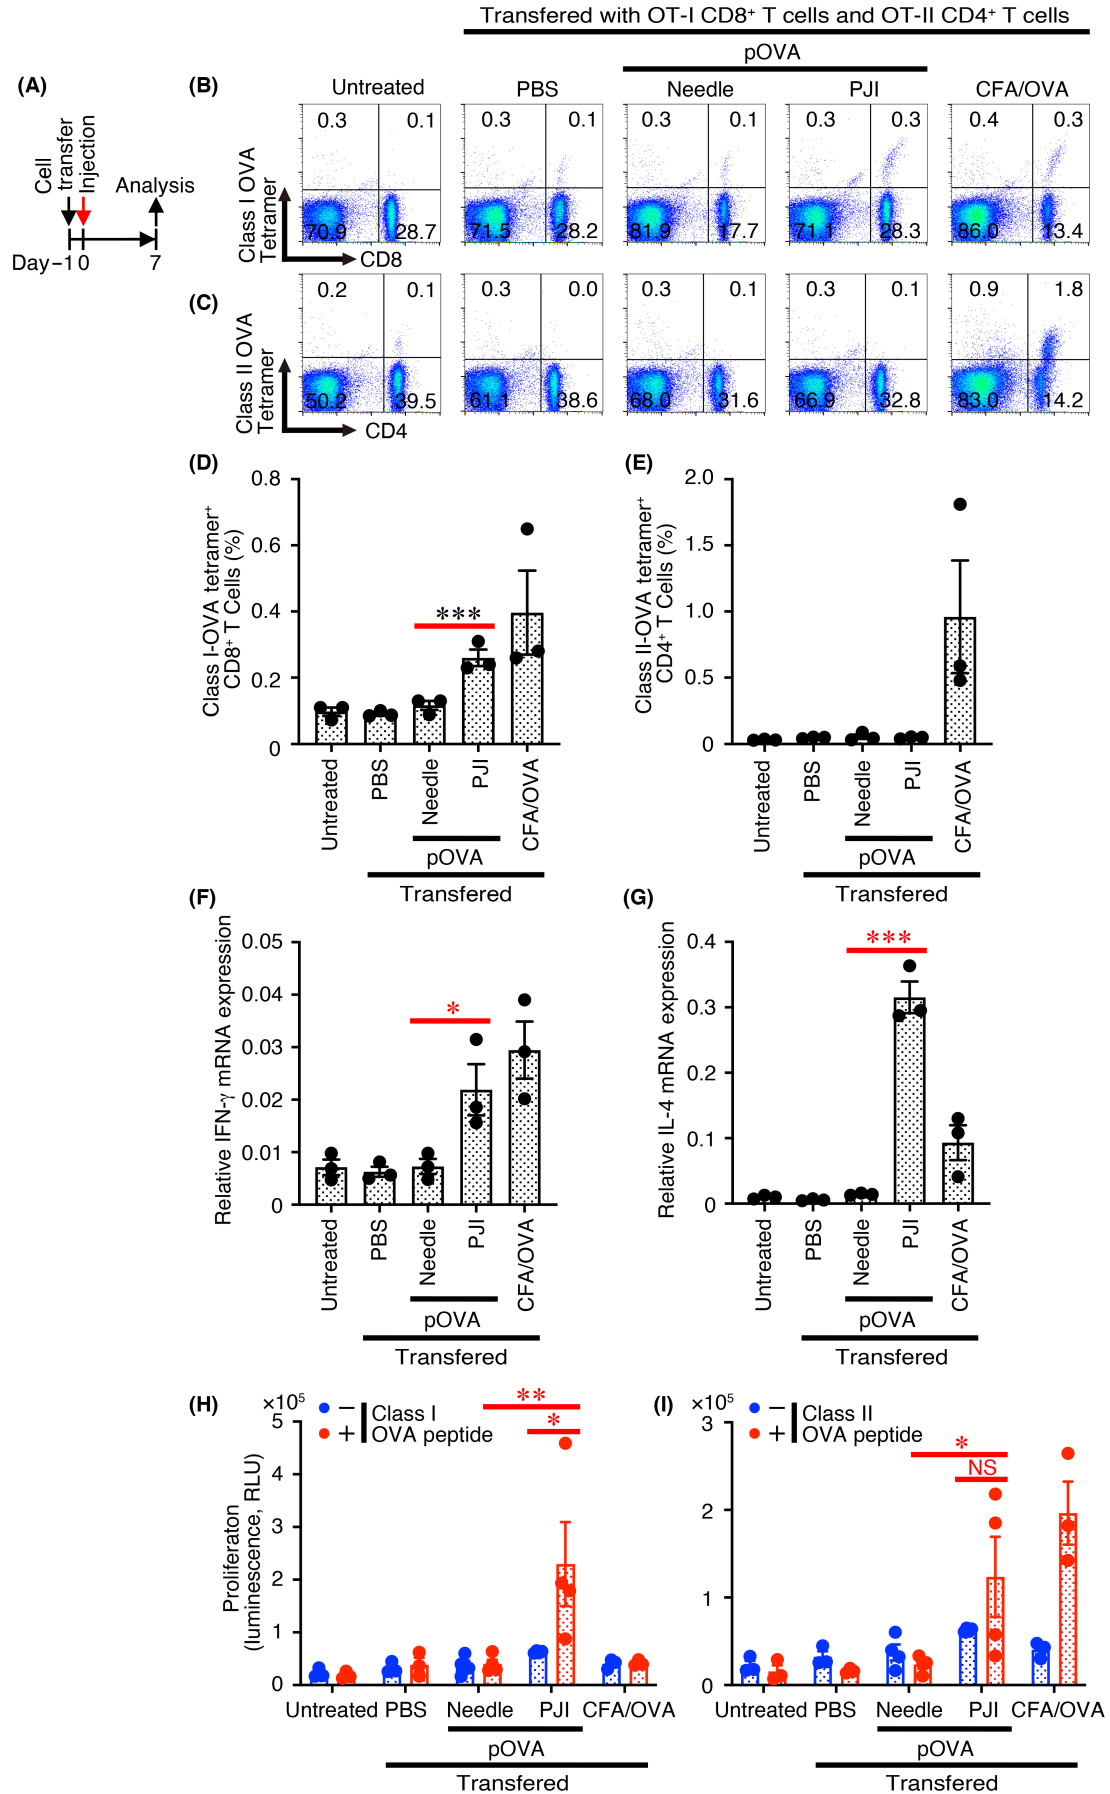 Transfered with OT-I CD8⁺ T cells and OT-II CD4⁺ T cells
pOVA
(A)
Cell
transfer
Injection
Analysis
Day −1 0 7
(B)
Untreated PBS Needle PJI CFA/OVA
0.3 0.1 0.3 0.1 0.3 0.1 0.3 0.3 0.4 0.3
Class I OVA
Tetramer
70.9 28.7 71.5 28.2 81.9 17.7 71.1 28.3 86.0 13.4
CD8
(C)
0.2 0.1 0.3 0.0 0.3 0.1 0.3 0.1 0.9 1.8
Class II OVA
Tetramer
50.2 39.5 61.1 38.6 68.0 31.6 66.9 32.8 83.0 14.2
CD4
(D)
Class I-OVA tetramer⁺
CD8⁺ T Cells (%)
0.8
0.6
0.4
0.2
0
***
Untreated
PBS
Needle
PJI
CFA/OVA
pOVA
Transfered
(E)
Class II-OVA tetramer⁺
CD4⁺ T Cells (%)
2.0
1.5
1.0
0.5
0
Untreated
PBS
Needle
PJI
CFA/OVA
pOVA
Transfered
(F)
Relative IFN-γ mRNA expression
0.05
0.04
0.03
0.02
0.01
0
*
Untreated
PBS
Needle
PJI
CFA/OVA
pOVA
Transfered
(G)
Relative IL-4 mRNA expression
0.4
0.3
0.2
0.1
0
***
Untreated
PBS
Needle
PJI
CFA/OVA
pOVA
Transfered
(H)
×10⁵
− Class I
+ OVA peptide
**
*
Proliferaton
(luminescence, RLU)
5
4
3
2
1
0
Untreated PBS Needle PJI CFA/OVA
pOVA
Transfered
(I)
×10⁵
− Class II
+ OVA peptide
*
NS
3
2
1
0
Untreated PBS Needle PJI CFA/OVA
pOVA
Transfered